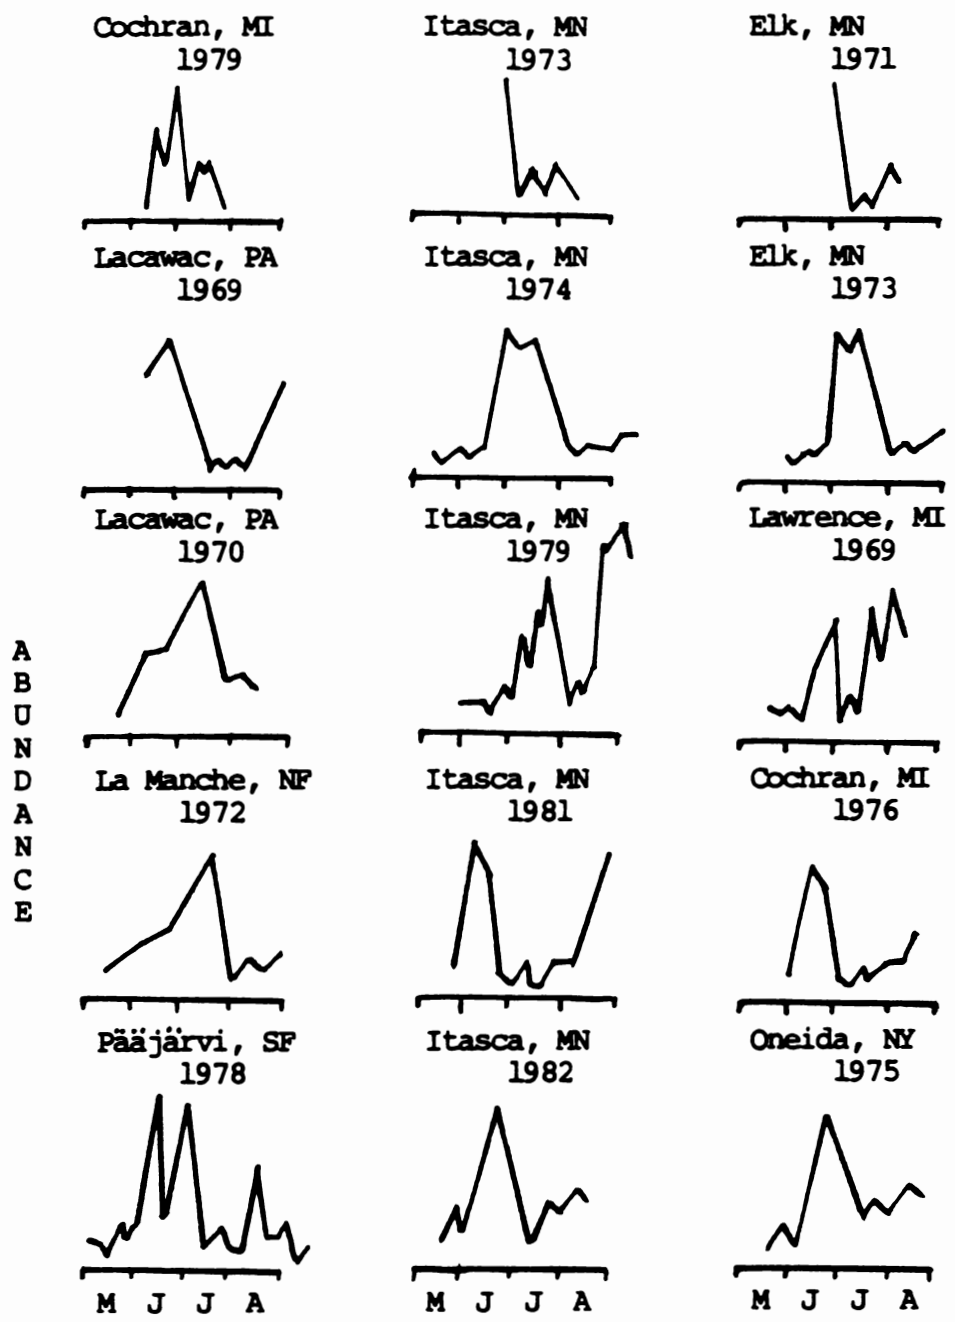 Cochran, MI
1979
Itasca, MN
1973
Elk, MN
1971
Lacawac, PA
1969
Itasca, MN
1974
Elk, MN
1973
Lacawac, PA
1970
Itasca, MN
1979
Lawrence, MI
1969
ABUNDANCE
La Manche, NF
1972
Itasca, MN
1981
Cochran, MI
1976
Pääjärvi, SF
1978
Itasca, MN
1982
Oneida, NY
1975
M J J A
M J J A
M J J A